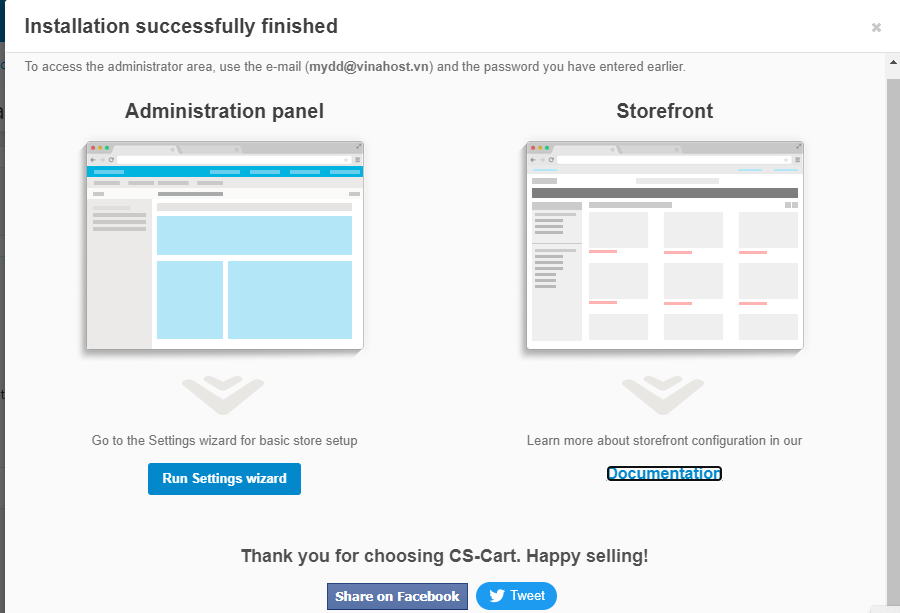 Installation successfully finished
To access the administrator area, use the e-mail (mydd@vinahost.vn) and the password you have entered earlier.
Administration panel
Storefront
Go to the Settings wizard for basic store setup
Learn more about storefront configuration in our
Run Settings wizard
Documentation
Thank you for choosing CS-Cart. Happy selling!
Share on Facebook
Tweet